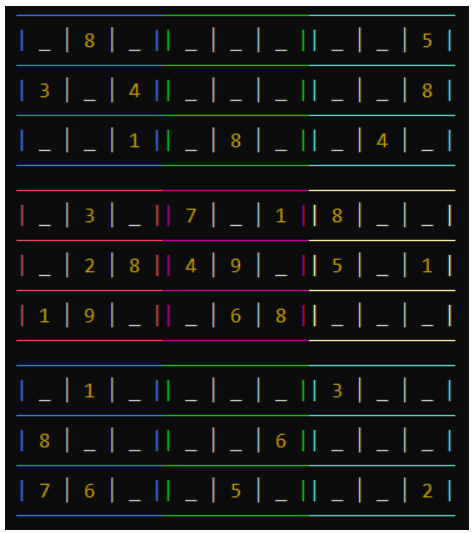 | _ | 8 | _ || _ | _ | _ || _ | _ | 5 |
| 3 | _ | 4 || _ | _ | _ || _ | _ | 8 |
| _ | _ | 1 || _ | 8 | _ || _ | 4 | _ |
| _ | 3 | _ || 7 | _ | 1 || 8 | _ | _ |
| _ | 2 | 8 || 4 | 9 | _ || 5 | _ | 1 |
| 1 | 9 | _ || _ | 6 | 8 || _ | _ | _ |
| _ | 1 | _ || _ | _ | _ || 3 | _ | _ |
| 8 | _ | _ || _ | _ | 6 || _ | _ | _ |
| 7 | 6 | _ || _ | 5 | _ || _ | _ | 2 |